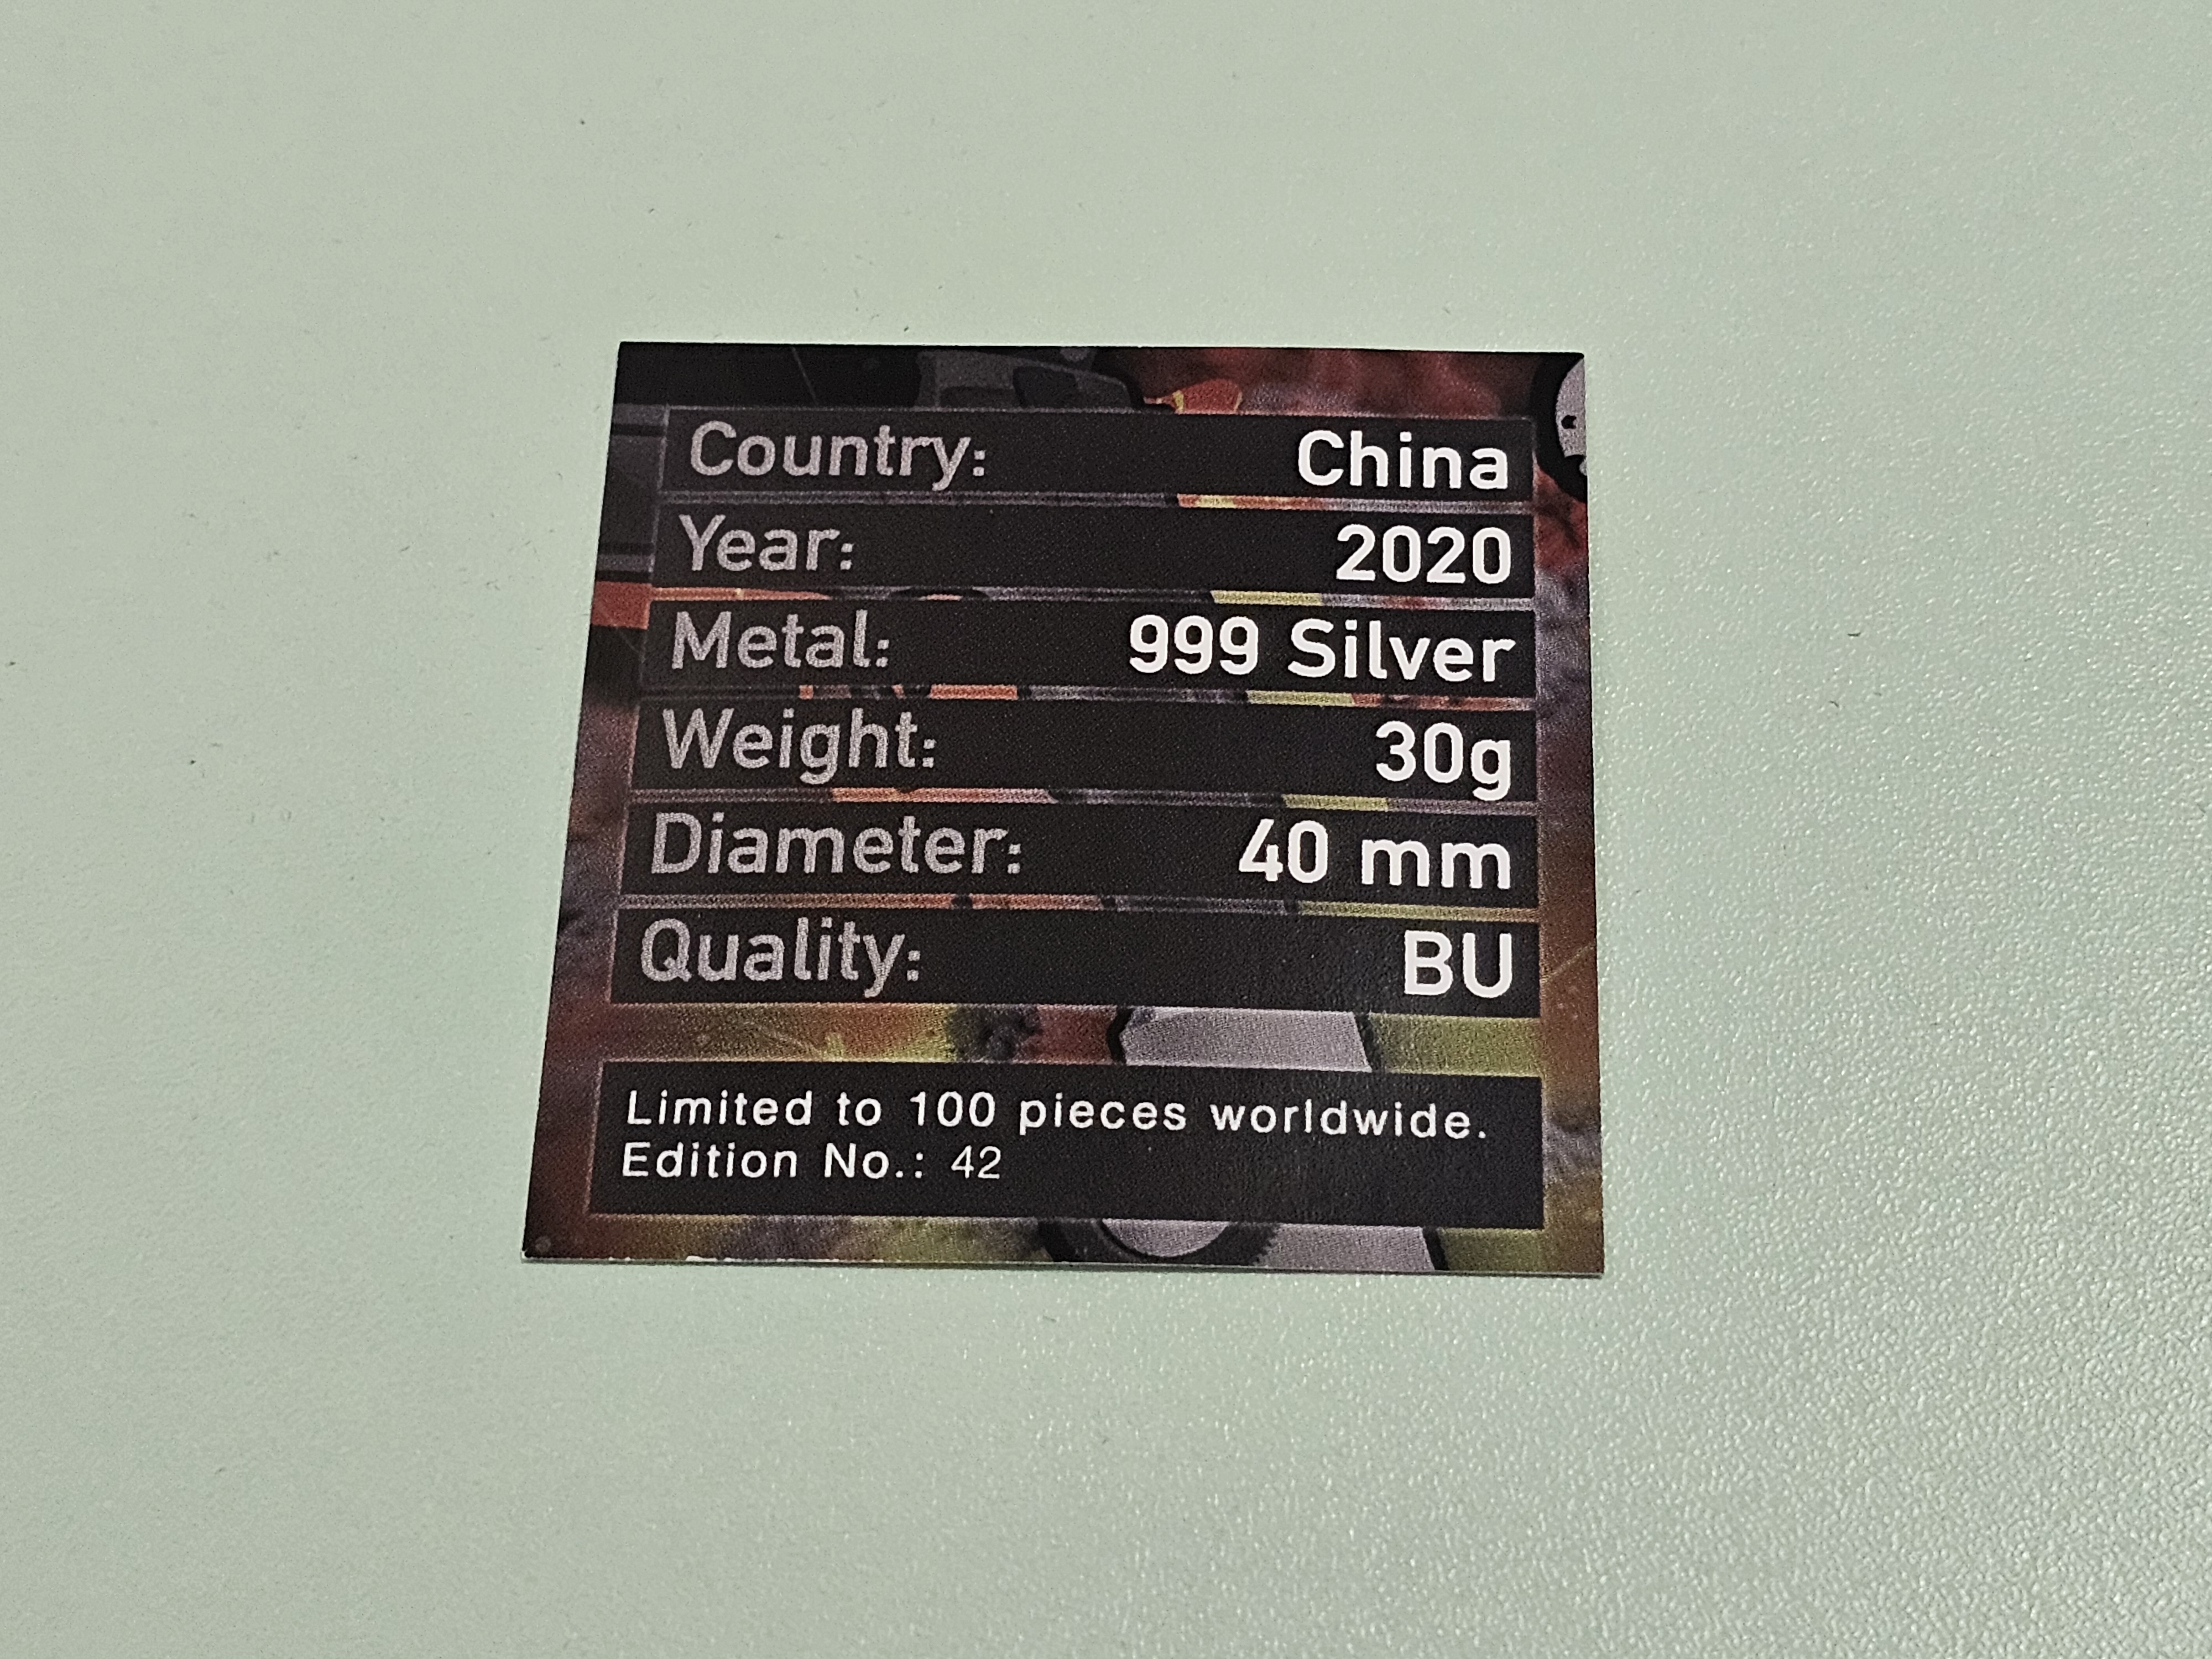 Country: China
Year: 2020
Metal: 999 Silver
Weight: 30g
Diameter: 40 mm
Quality: BU
Limited to 100 pieces worldwide.
Edition No.: 42